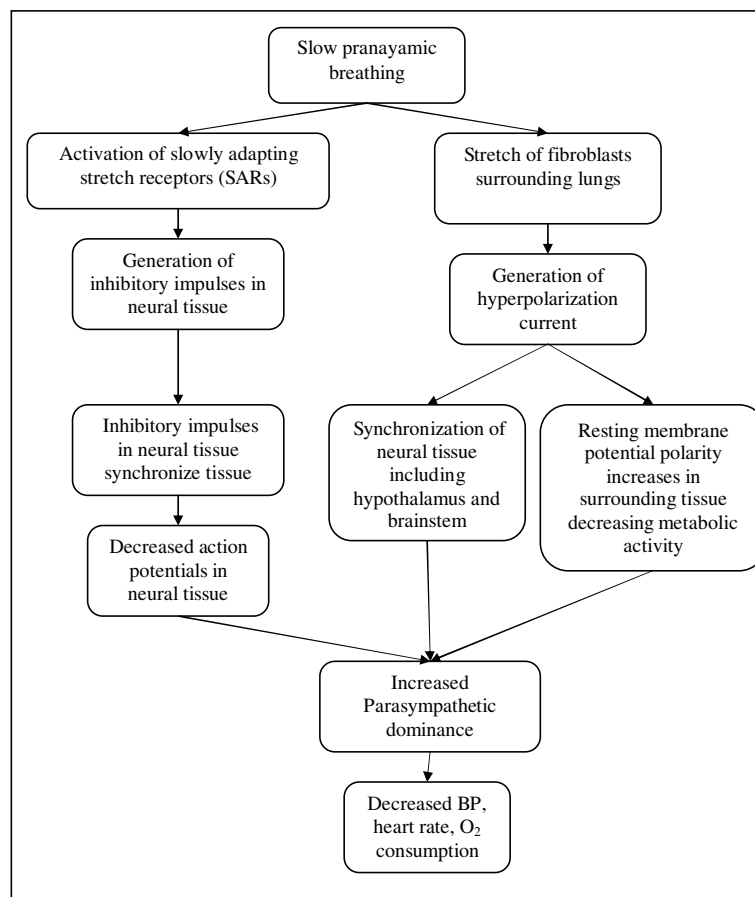 Slow pranayamic
breathing
Activation of slowly adapting
stretch receptors (SARs)
Stretch of fibroblasts
surrounding lungs
Generation of
inhibitory impulses in
neural tissue
Generation of
hyperpolarization
current
Inhibitory impulses
in neural tissue
synchronize tissue
Synchronization of
neural tissue
including
hypothalamus and
brainstem
Resting membrane
potential polarity
increases in
surrounding tissue
decreasing metabolic
activity
Decreased action
potentials in
neural tissue
Increased
Parasympathetic
dominance
Decreased BP,
heart rate, O₂
consumption